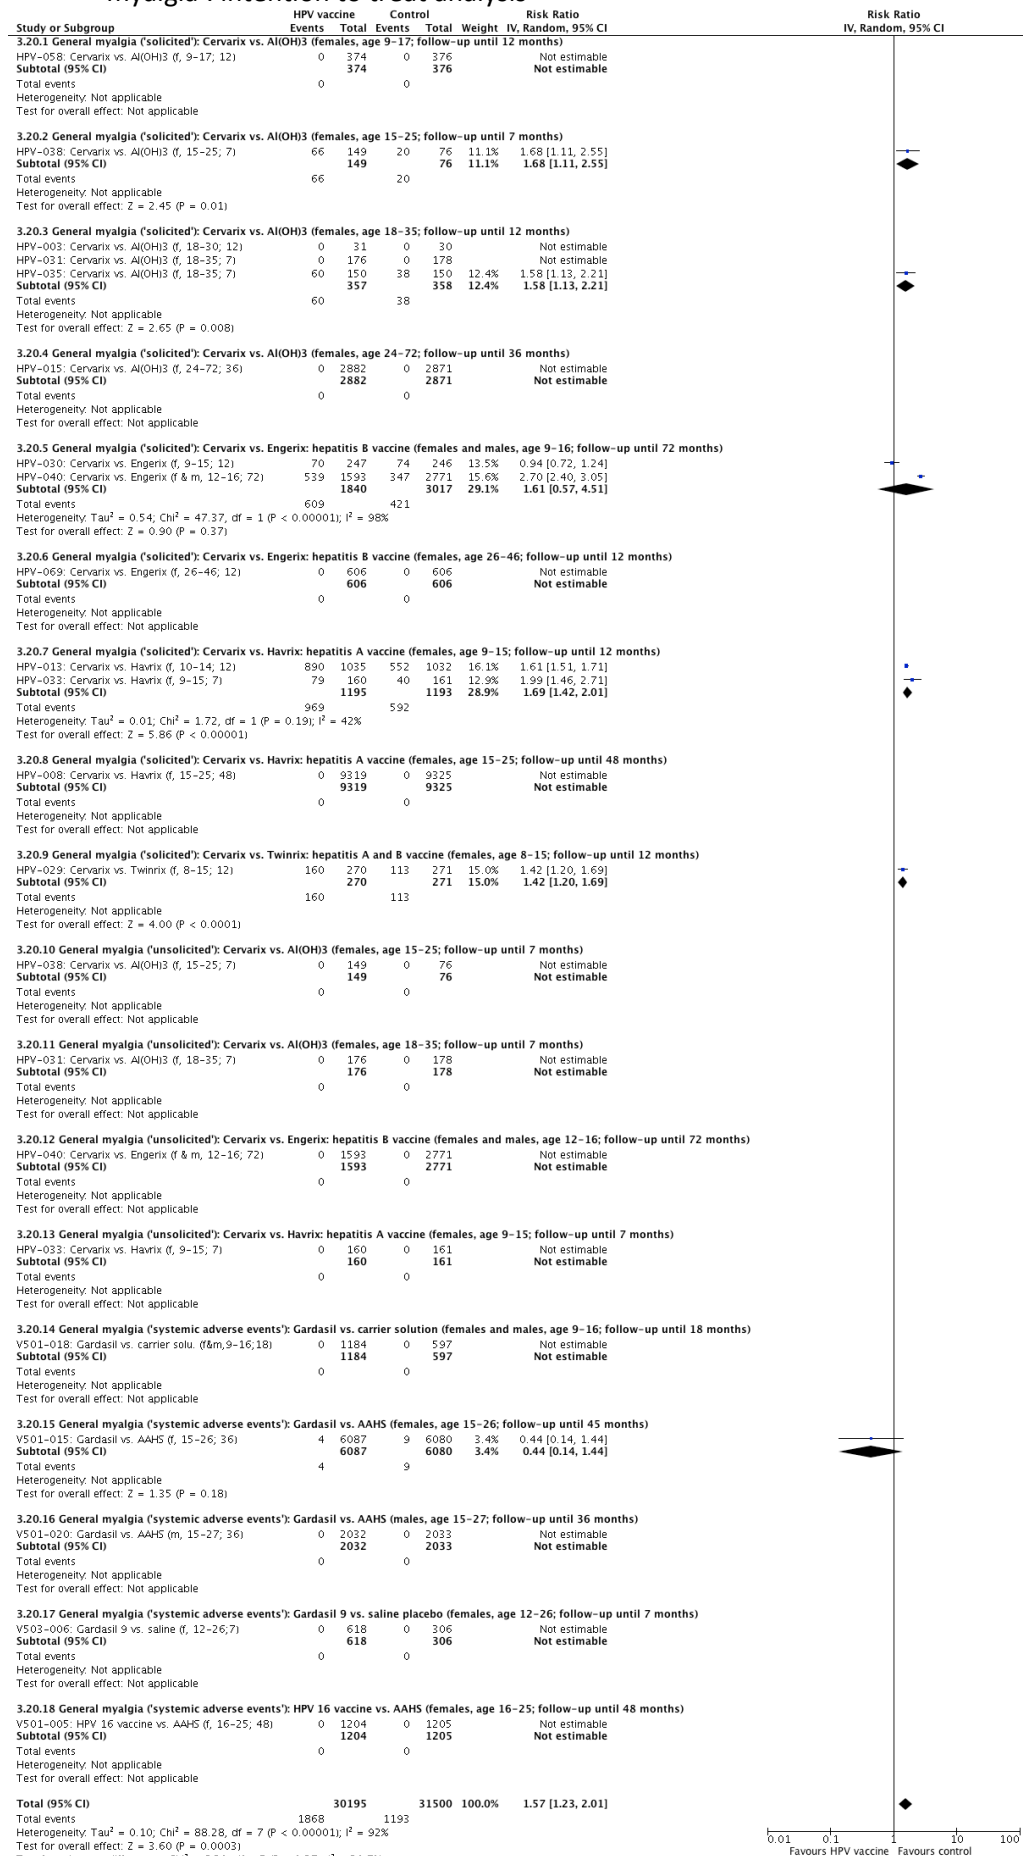 myalgia : intention to treat analysis
HPV vaccine Control Risk Ratio Risk Ratio
Study or Subgroup Events Total Events Total Weight IV, Random, 95% CI IV, Random, 95% CI
3.20.1 General myalgia ('solicited'): Cervarix vs. Al(OH)3 (females, age 9-17; follow-up until 12 months)
HPV-058: Cervarix vs. Al(OH)3 (f, 9-17; 12) 0 374 0 376 Not estimable
Subtotal (95% CI) 374 376 Not estimable
Total events 0 0
Heterogeneity: Not applicable
Test for overall effect: Not applicable
3.20.2 General myalgia ('solicited'): Cervarix vs. Al(OH)3 (females, age 15-25; follow-up until 7 months)
HPV-038: Cervarix vs. Al(OH)3 (f, 15-25; 7) 66 149 20 76 11.1% 1.68 [1.11, 2.55]
Subtotal (95% CI) 149 76 11.1% 1.68 [1.11, 2.55]
Total events 66 20
Heterogeneity: Not applicable
Test for overall effect: Z = 2.45 (P = 0.01)
3.20.3 General myalgia ('solicited'): Cervarix vs. Al(OH)3 (females, age 18-35; follow-up until 12 months)
HPV-003: Cervarix vs. Al(OH)3 (f, 18-30; 12) 0 31 0 30 Not estimable
HPV-031: Cervarix vs. Al(OH)3 (f, 18-35; 7) 0 176 0 178 Not estimable
HPV-035: Cervarix vs. Al(OH)3 (f, 18-35; 7) 60 150 38 150 12.4% 1.58 [1.13, 2.21]
Subtotal (95% CI) 357 358 12.4% 1.58 [1.13, 2.21]
Total events 60 38
Heterogeneity: Not applicable
Test for overall effect: Z = 2.65 (P = 0.008)
3.20.4 General myalgia ('solicited'): Cervarix vs. Al(OH)3 (females, age 24-72; follow-up until 36 months)
HPV-015: Cervarix vs. Al(OH)3 (f, 24-72; 36) 0 2882 0 2871 Not estimable
Subtotal (95% CI) 2882 2871 Not estimable
Total events 0 0
Heterogeneity: Not applicable
Test for overall effect: Not applicable
3.20.5 General myalgia ('solicited'): Cervarix vs. Engerix: hepatitis B vaccine (females and males, age 9-16; follow-up until 72 months)
HPV-030: Cervarix vs. Engerix (f, 9-15; 12) 70 247 74 246 13.5% 0.94 [0.72, 1.24]
HPV-040: Cervarix vs. Engerix (f & m, 12-16; 72) 539 1593 347 2771 15.6% 2.70 [2.40, 3.05]
Subtotal (95% CI) 1840 3017 29.1% 1.61 [0.57, 4.51]
Total events 609 421
Heterogeneity: Tau² = 0.54; Chi² = 47.37, df = 1 (P < 0.00001); I² = 98%
Test for overall effect: Z = 0.90 (P = 0.37)
3.20.6 General myalgia ('solicited'): Cervarix vs. Engerix: hepatitis B vaccine (females, age 26-46; follow-up until 12 months)
HPV-069: Cervarix vs. Engerix (f, 26-46; 12) 0 606 0 606 Not estimable
Subtotal (95% CI) 606 606 Not estimable
Total events 0 0
Heterogeneity: Not applicable
Test for overall effect: Not applicable
3.20.7 General myalgia ('solicited'): Cervarix vs. Havrix: hepatitis A vaccine (females, age 9-15; follow-up until 12 months)
HPV-013: Cervarix vs. Havrix (f, 10-14; 12) 890 1035 552 1032 16.1% 1.61 [1.51, 1.71]
HPV-033: Cervarix vs. Havrix (f, 9-15; 7) 79 160 40 161 12.9% 1.99 [1.46, 2.71]
Subtotal (95% CI) 1195 1193 28.9% 1.69 [1.42, 2.01]
Total events 969 592
Heterogeneity: Tau² = 0.01; Chi² = 1.72, df = 1 (P = 0.19); I² = 42%
Test for overall effect: Z = 5.86 (P < 0.00001)
3.20.8 General myalgia ('solicited'): Cervarix vs. Havrix: hepatitis A vaccine (females, age 15-25; follow-up until 48 months)
HPV-008: Cervarix vs. Havrix (f, 15-25; 48) 0 9319 0 9325 Not estimable
Subtotal (95% CI) 9319 9325 Not estimable
Total events 0 0
Heterogeneity: Not applicable
Test for overall effect: Not applicable
3.20.9 General myalgia ('solicited'): Cervarix vs. Twinrix: hepatitis A and B vaccine (females, age 8-15; follow-up until 12 months)
HPV-029: Cervarix vs. Twinrix (f, 8-15; 12) 160 270 113 271 15.0% 1.42 [1.20, 1.69]
Subtotal (95% CI) 270 271 15.0% 1.42 [1.20, 1.69]
Total events 160 113
Heterogeneity: Not applicable
Test for overall effect: Z = 4.00 (P < 0.0001)
3.20.10 General myalgia ('unsolicited'): Cervarix vs. Al(OH)3 (females, age 15-25; follow-up until 7 months)
HPV-038: Cervarix vs. Al(OH)3 (f, 15-25; 7) 0 149 0 76 Not estimable
Subtotal (95% CI) 149 76 Not estimable
Total events 0 0
Heterogeneity: Not applicable
Test for overall effect: Not applicable
3.20.11 General myalgia ('unsolicited'): Cervarix vs. Al(OH)3 (females, age 18-35; follow-up until 7 months)
HPV-031: Cervarix vs. Al(OH)3 (f, 18-35; 7) 0 176 0 178 Not estimable
Subtotal (95% CI) 176 178 Not estimable
Total events 0 0
Heterogeneity: Not applicable
Test for overall effect: Not applicable
3.20.12 General myalgia ('unsolicited'): Cervarix vs. Engerix: hepatitis B vaccine (females and males, age 12-16; follow-up until 72 months)
HPV-040: Cervarix vs. Engerix (f & m, 12-16; 72) 0 1593 0 2771 Not estimable
Subtotal (95% CI) 1593 2771 Not estimable
Total events 0 0
Heterogeneity: Not applicable
Test for overall effect: Not applicable
3.20.13 General myalgia ('unsolicited'): Cervarix vs. Havrix: hepatitis A vaccine (females, age 9-15; follow-up until 7 months)
HPV-033: Cervarix vs. Havrix (f, 9-15; 7) 0 160 0 161 Not estimable
Subtotal (95% CI) 160 161 Not estimable
Total events 0 0
Heterogeneity: Not applicable
Test for overall effect: Not applicable
3.20.14 General myalgia ('systemic adverse events'): Gardasil vs. carrier solution (females and males, age 9-16; follow-up until 18 months)
V501-018: Gardasil vs. carrier solu. (f&m,9-16;18) 0 1184 0 597 Not estimable
Subtotal (95% CI) 1184 597 Not estimable
Total events 0 0
Heterogeneity: Not applicable
Test for overall effect: Not applicable
3.20.15 General myalgia ('systemic adverse events'): Gardasil vs. AAHS (females, age 15-26; follow-up until 45 months)
V501-015: Gardasil vs. AAHS (f, 15-26; 36) 4 6087 9 6080 3.4% 0.44 [0.14, 1.44]
Subtotal (95% CI) 6087 6080 3.4% 0.44 [0.14, 1.44]
Total events 4 9
Heterogeneity: Not applicable
Test for overall effect: Z = 1.35 (P = 0.18)
3.20.16 General myalgia ('systemic adverse events'): Gardasil vs. AAHS (males, age 15-27; follow-up until 36 months)
V501-020: Gardasil vs. AAHS (m, 15-27; 36) 0 2032 0 2033 Not estimable
Subtotal (95% CI) 2032 2033 Not estimable
Total events 0 0
Heterogeneity: Not applicable
Test for overall effect: Not applicable
3.20.17 General myalgia ('systemic adverse events'): Gardasil 9 vs. saline placebo (females, age 12-26; follow-up until 7 months)
V503-006: Gardasil 9 vs. saline (f, 12-26;7) 0 618 0 306 Not estimable
Subtotal (95% CI) 618 306 Not estimable
Total events 0 0
Heterogeneity: Not applicable
Test for overall effect: Not applicable
3.20.18 General myalgia ('systemic adverse events'): HPV 16 vaccine vs. AAHS (females, age 16-25; follow-up until 48 months)
V501-005: HPV 16 vaccine vs. AAHS (f, 16-25; 48) 0 1204 0 1205 Not estimable
Subtotal (95% CI) 1204 1205 Not estimable
Total events 0 0
Heterogeneity: Not applicable
Test for overall effect: Not applicable
Total (95% CI) 30195 31500 100.0% 1.57 [1.23, 2.01]
Total events 1868 1193
Heterogeneity: Tau² = 0.10; Chi² = 88.28, df = 7 (P < 0.00001); I² = 92%
Test for overall effect: Z = 3.60 (P = 0.0003)
0.01 0.1 1 10 100
Favours HPV vaccine Favours control